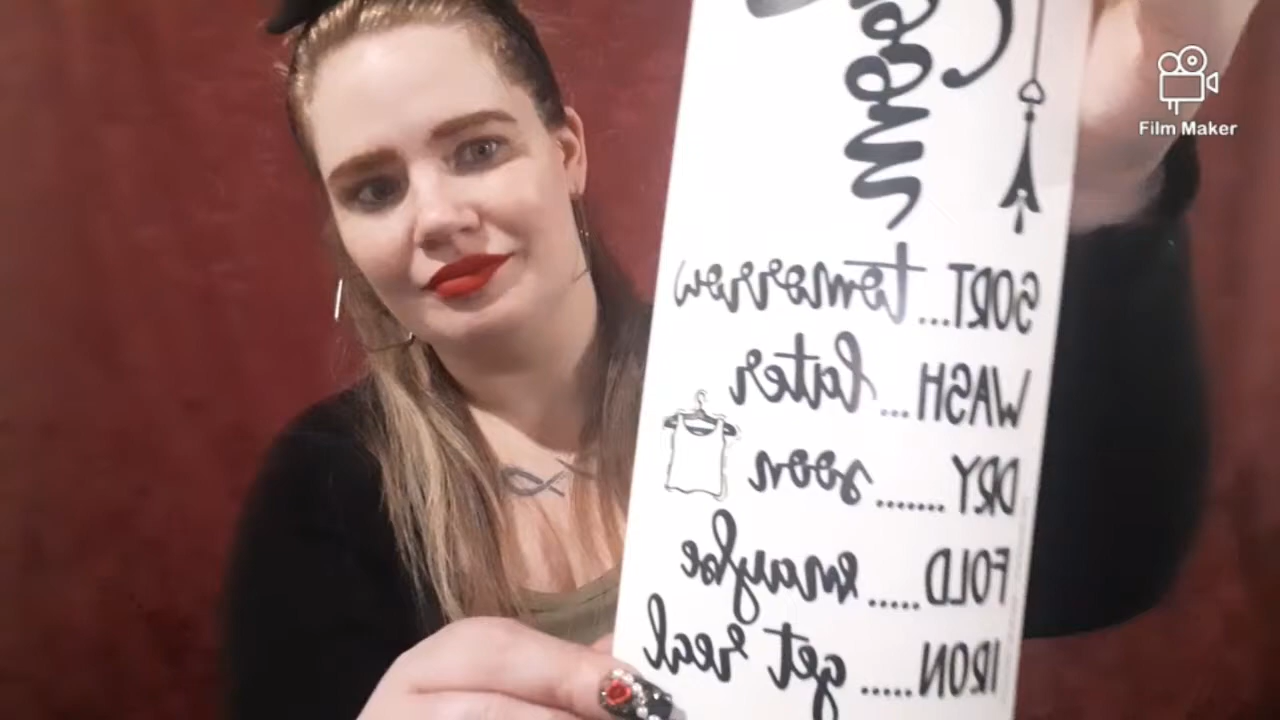 Film Maker
SORT...tomorrow
WASH...later
DRY.......soon
FOLD.....maybe
IRON.....get real